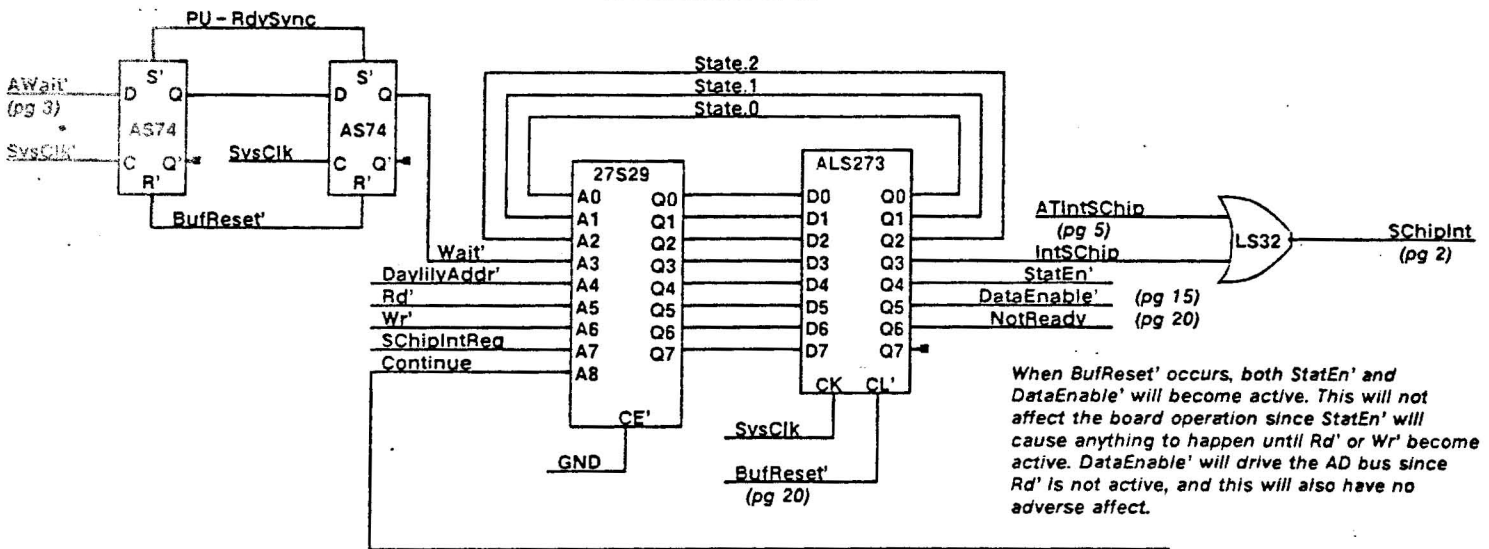 PU-RdySync
S'
D Q
AS74
C Q'
R'
AWait'
(pg 3)
SysClk'
S'
D Q
AS74
C Q'
R'
SysClk
BufReset'
State.2
State.1
State.0
27S29
A0 Q0
A1 Q1
A2 Q2
A3 Q3
A4 Q4
A5 Q5
A6 Q6
A7 Q7
A8
CE'
GND
Wait'
DaylilyAddr'
Rd'
Wr'
SChipIntReq
Continue
ALS273
D0 Q0
D1 Q1
D2 Q2
D3 Q3
D4 Q4
D5 Q5
D6 Q6
D7 Q7
CK CL'
SysClk
BufReset'
(pg 20)
ATIntSChip
(pg 5)
IntSChip
StatEn'
DataEnable' (pg 15)
NotReady (pg 20)
LS32
SChipInt
(pg 2)
When BufReset' occurs, both StatEn' and
DataEnable' will become active. This will not
affect the board operation since StatEn' will
cause anything to happen until Rd' or Wr' become
active. DataEnable' will drive the AD bus since
Rd' is not active, and this will also have no
adverse affect.